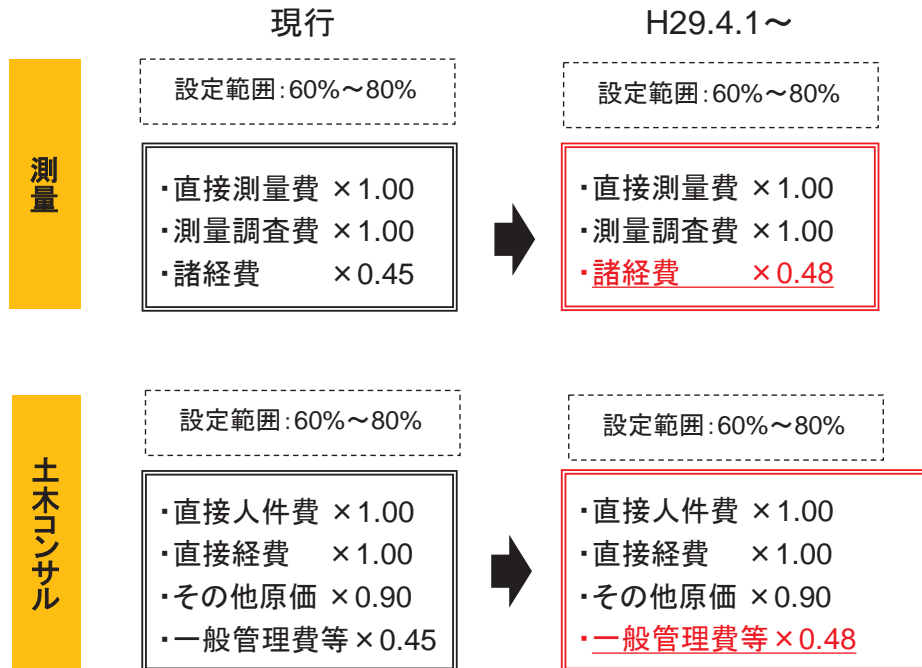 現行
H29.4.1～
測量
設定範囲：60%～80%
・直接測量費 ×1.00
・測量調査費 ×1.00
・諸経費 ×0.45
設定範囲：60%～80%
・直接測量費 ×1.00
・測量調査費 ×1.00
・諸経費 ×0.48
土木コンサル
設定範囲：60%～80%
・直接人件費 ×1.00
・直接経費 ×1.00
・その他原価 ×0.90
・一般管理費等×0.45
設定範囲：60%～80%
・直接人件費 ×1.00
・直接経費 ×1.00
・その他原価 ×0.90
・一般管理費等×0.48